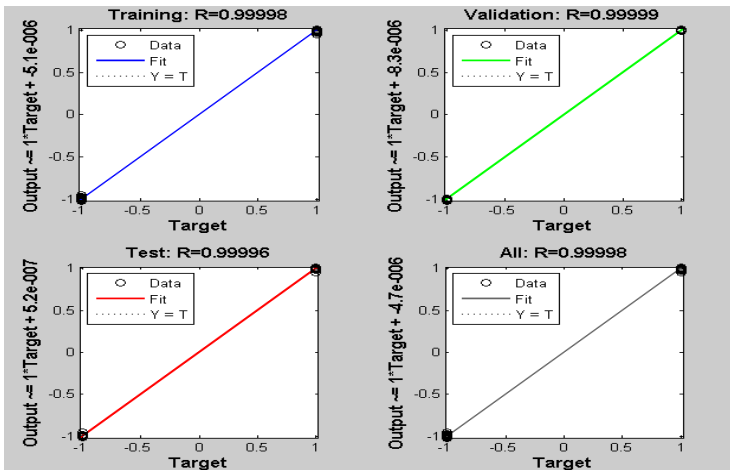 Training: R=0.99998
Output ~= 1*Target + -5.1e-006
1
0.5
0
-0.5
-1
Data
Fit
Y = T
-1
-0.5
0
0.5
1
Target
Validation: R=0.99999
Output ~= 1*Target + -8.3e-006
1
0.5
0
-0.5
-1
Data
Fit
Y = T
-1
-0.5
0
0.5
1
Target
Test: R=0.99996
Output ~= 1*Target + 5.2e-007
1
0.5
0
-0.5
-1
Data
Fit
Y = T
-1
-0.5
0
0.5
1
Target
All: R=0.99998
Output ~= 1*Target + -4.7e-006
1
0.5
0
-0.5
-1
Data
Fit
Y = T
-1
-0.5
0
0.5
1
Target